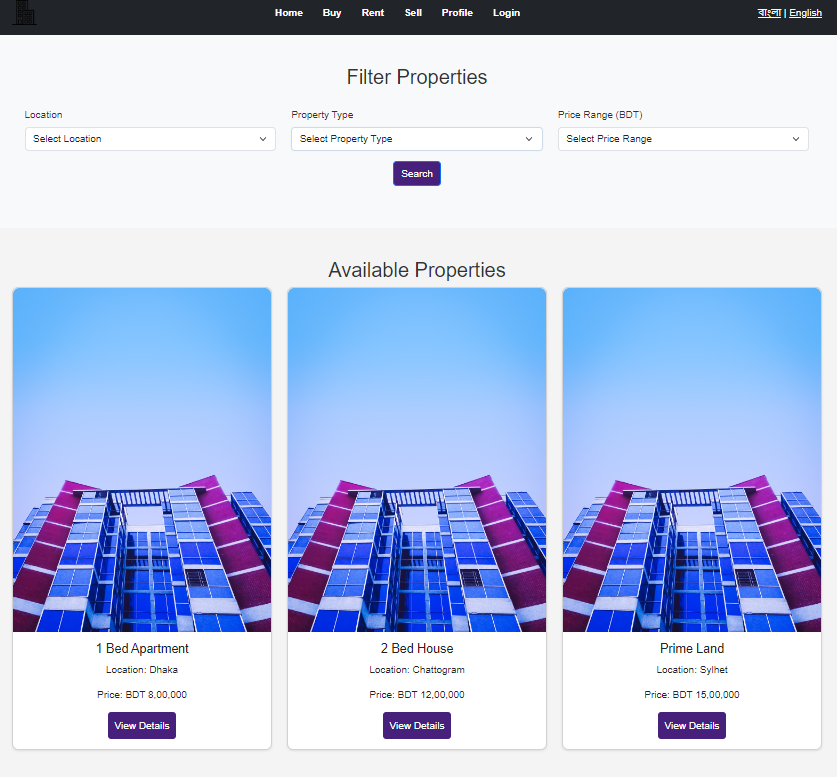 Home Buy Rent Sell Profile Login বাংলা | English
Filter Properties
Location Property Type Price Range (BDT)
Select Location Select Property Type Select Price Range
Search
Available Properties
1 Bed Apartment 2 Bed House Prime Land
Location: Dhaka Location: Chattogram Location: Sylhet
Price: BDT 8,00,000 Price: BDT 12,00,000 Price: BDT 15,00,000
View Details View Details View Details